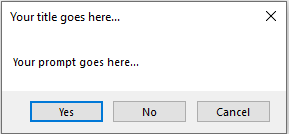 Your title goes here...
Your prompt goes here...
Yes No Cancel